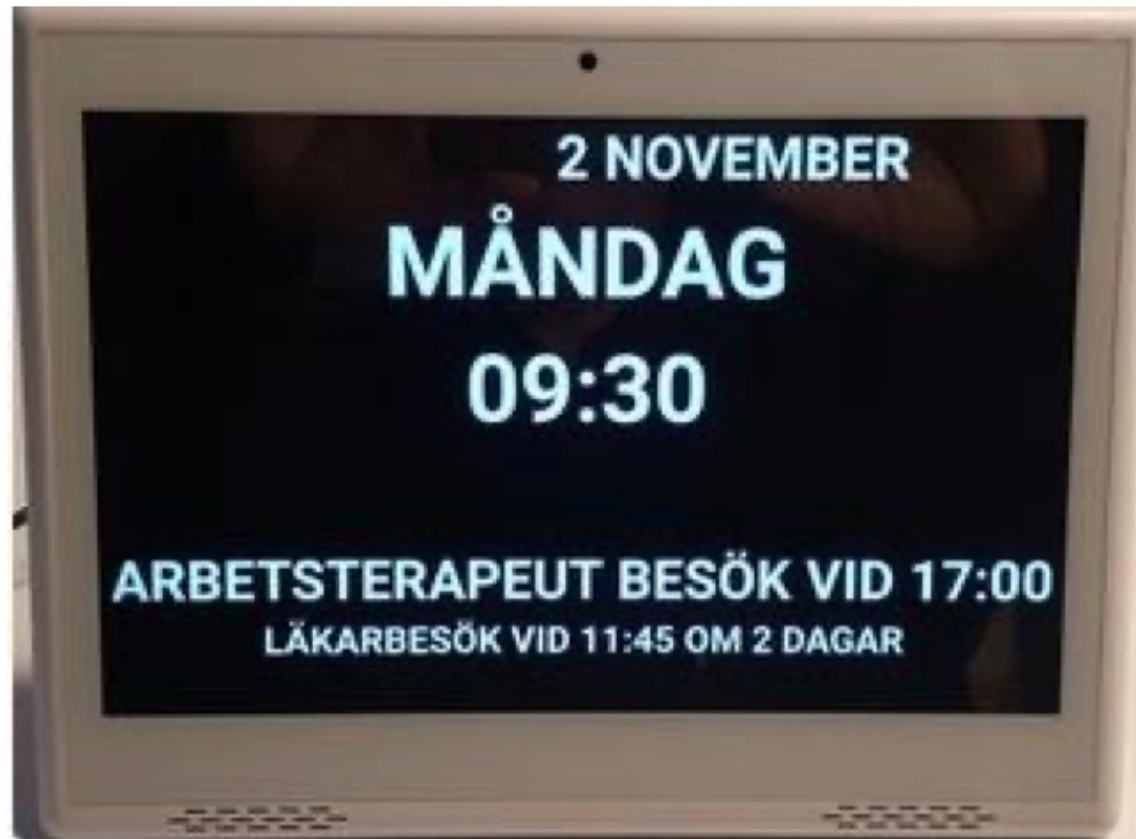 2 NOVEMBER
MÅNDAG
09:30
ARBETSTERAPEUT BESÖK VID 17:00
LÄKARBESÖK VID 11:45 OM 2 DAGAR